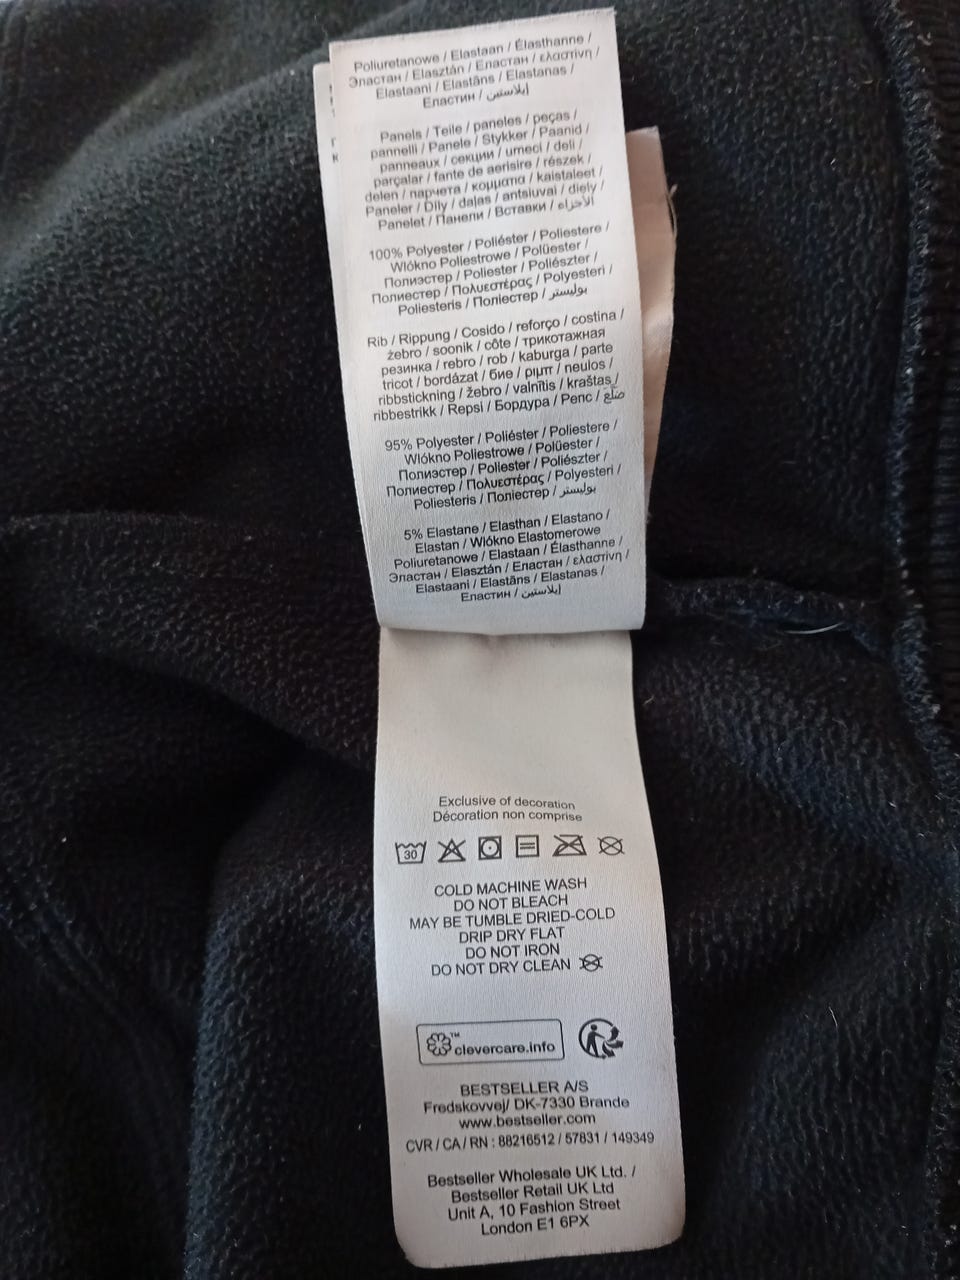 Poliuretanowe / Elastaan / Élasthanne /
Эластан / Elasztán / Еластан / ελαστίνη /
Elastaani / Elastāns / Elastanas /
Еластин / إيلاستين
Panels / Teile / paneles / peças /
pannelli / Panele / Stykker / Paanid /
panneaux / секции / umeci / deli /
parçalar / fante de aerisire / részek /
delen / парчета / κομματια / kaistaleet /
Paneler / Díly / daļas / antsiuvai / diely /
Panelet / Панели / Вставки / الأجزاء
100% Polyester / Poliéster / Poliestere /
Wlókno Poliestrowe / Polüester /
Полиэстер / Poliester / Poliészter /
Полиестер / Πολυεστέρας / Polyesteri /
Poliesteris / Поліестер / بوليستر
Rib / Rippung / Cosido / reforço / costina /
żebro / soonik / côte / трикотажная
резинка / rebro / rob / kaburga / parte
tricot / bordázat / бие / ριμπ / neulos /
ribbstickning / žebro / valnītis / kraštas /
ribbestrikk / Repsi / Бордура / Репс / ضلع
95% Polyester / Poliéster / Poliestere /
Wlókno Poliestrowe / Polüester /
Полиэстер / Poliester / Poliészter /
Полиестер / Πολυεστέρας / Polyesteri /
Poliesteris / Поліестер / بوليستر
5% Elastane / Elasthan / Elastano /
Elastan / Wlókno Elastomerowe
Poliuretanowe / Elastaan / Élasthanne /
Эластан / Elasztán / Еластан / ελαστίνη /
Elastaani / Elastāns / Elastanas /
Еластин / إيلاستين
Exclusive of decoration
Décoration non comprise
30
COLD MACHINE WASH
DO NOT BLEACH
MAY BE TUMBLE DRIED-COLD
DRIP DRY FLAT
DO NOT IRON
DO NOT DRY CLEAN
clevercare.info™
BESTSELLER A/S
Fredskovvej/ DK-7330 Brande
www.bestseller.com
CVR / CA / RN : 88216512 / 57831 / 149349
Bestseller Wholesale UK Ltd. /
Bestseller Retail UK Ltd
Unit A, 10 Fashion Street
London E1 6PX